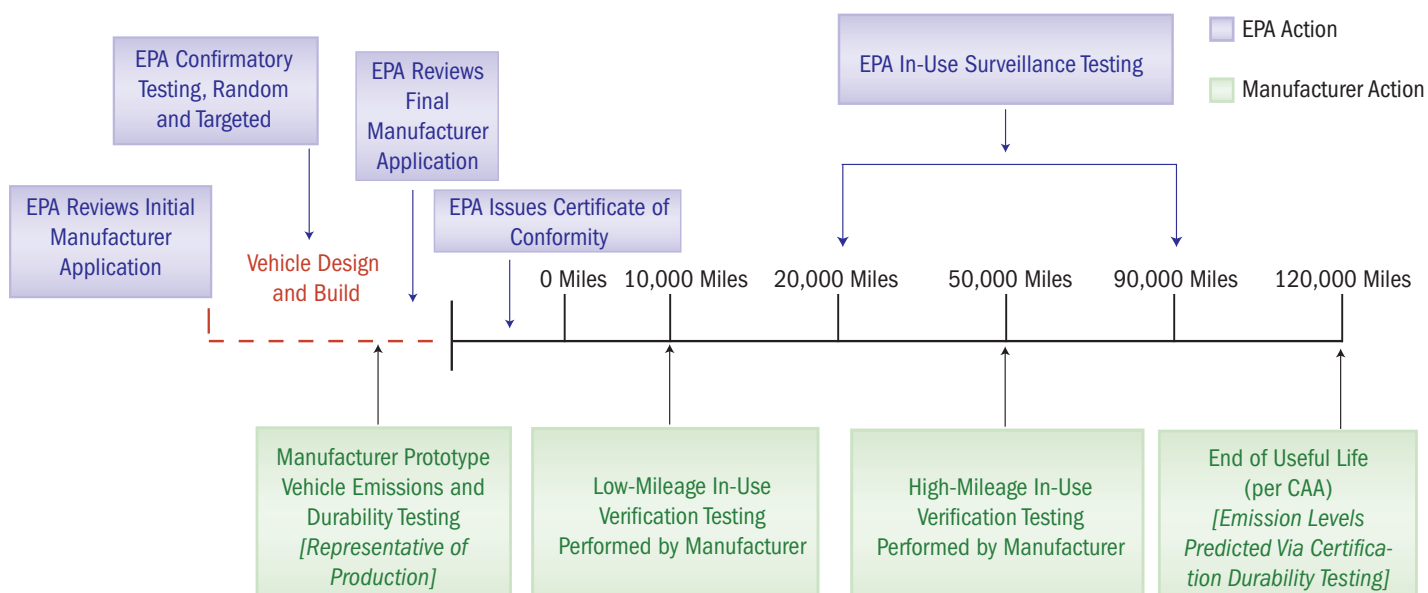 EPA Confirmatory
Testing, Random
and Targeted
EPA Reviews
Final
Manufacturer
Application
EPA In-Use Surveillance Testing
EPA Action
Manufacturer Action
EPA Reviews Initial
Manufacturer
Application
EPA Issues Certificate of
Conformity
Vehicle Design
and Build
0 Miles
10,000 Miles
20,000 Miles
50,000 Miles
90,000 Miles
120,000 Miles
Manufacturer Prototype
Vehicle Emissions and
Durability Testing
[Representative of
Production]
Low-Mileage In-Use
Verification Testing
Performed by Manufacturer
High-Mileage In-Use
Verification Testing
Performed by Manufacturer
End of Useful Life
(per CAA)
[Emission Levels
Predicted Via Certifica-
tion Durability Testing]